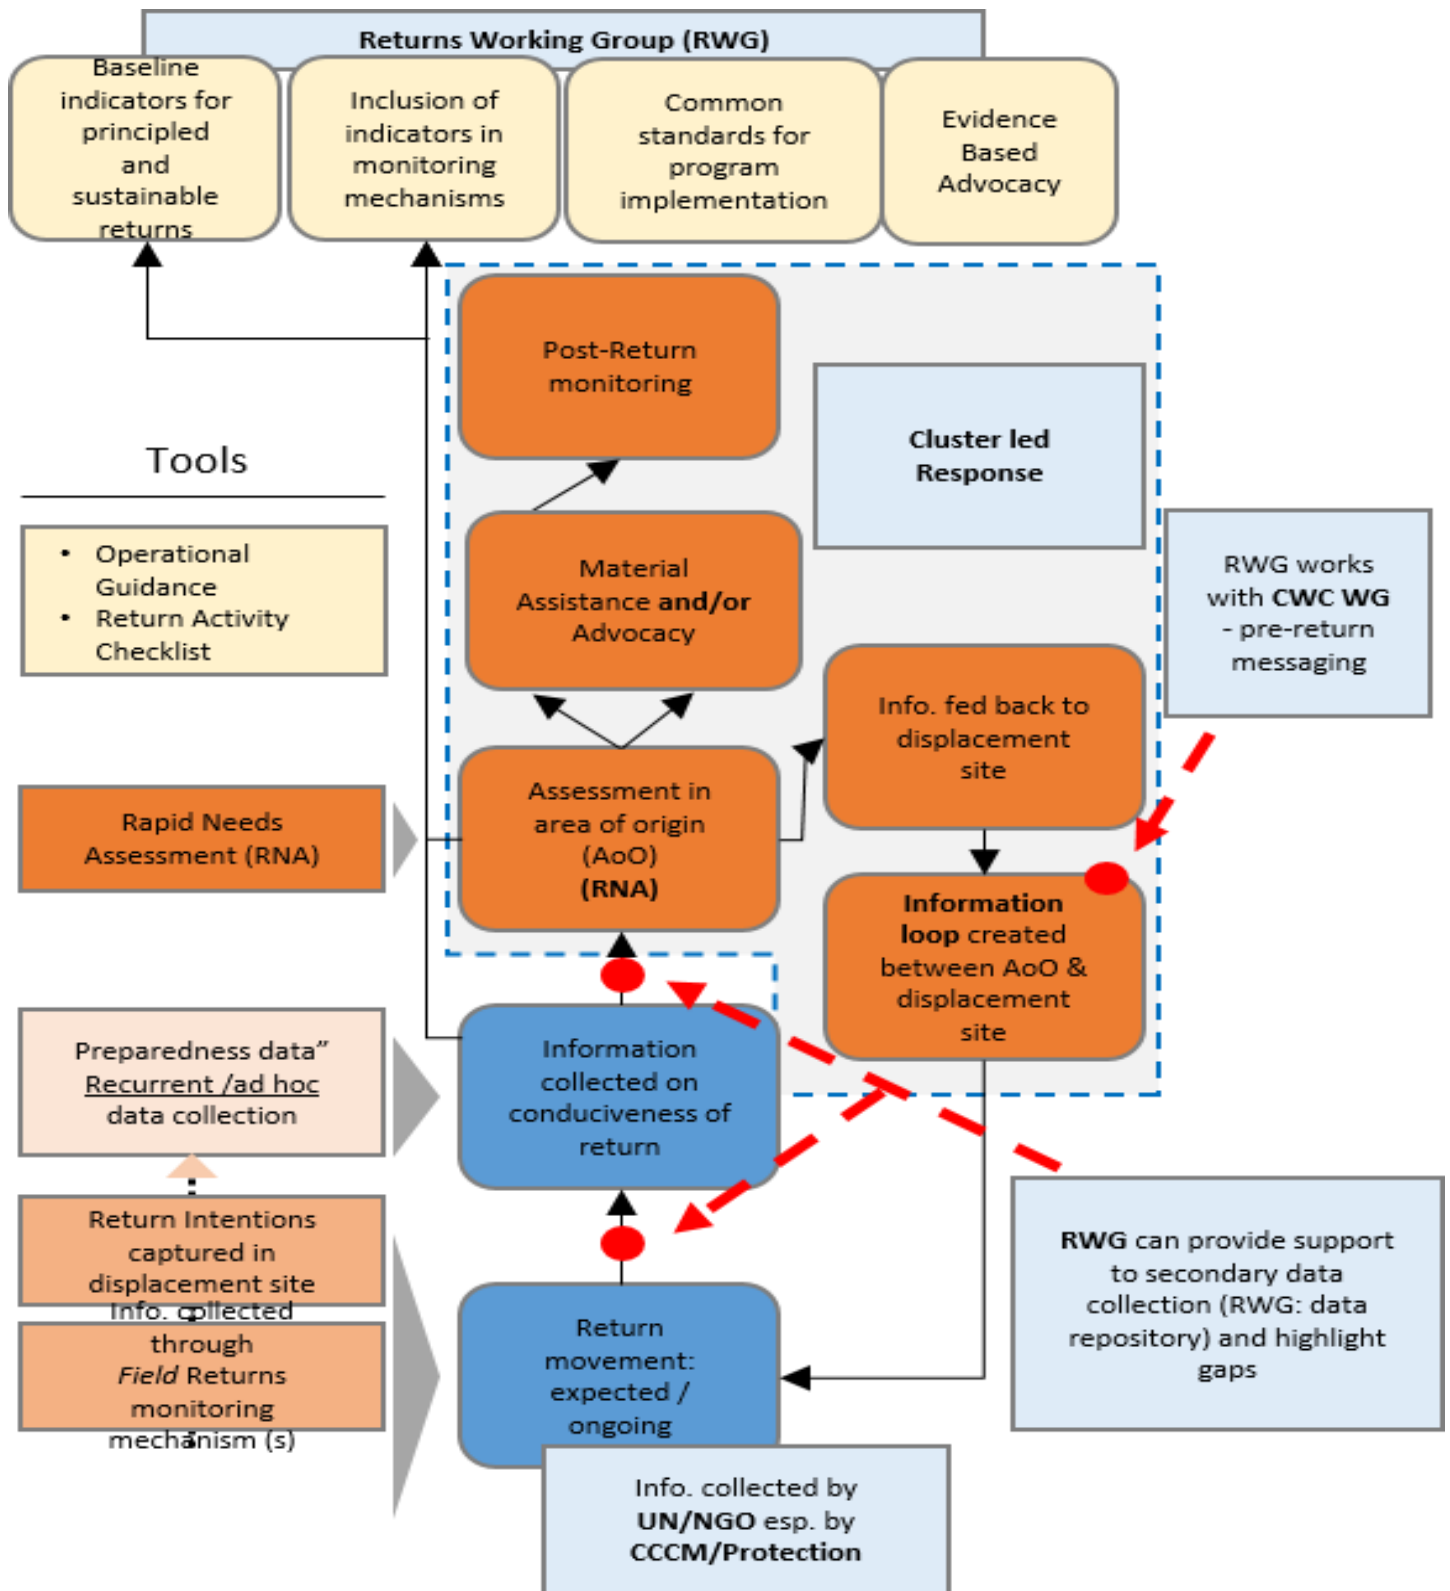 Returns Working Group (RWG)
Baseline
indicators for
principled
and
sustainable
returns
Inclusion of
indicators in
monitoring
mechanisms
Common
standards for
program
implementation
Evidence
Based
Advocacy
Post-Return
monitoring
Cluster led
Response
Tools
• Operational
Guidance
• Return Activity
Checklist
Material
Assistance and/or
Advocacy
RWG works
with CWC WG
- pre-return
messaging
Info. fed back to
displacement
site
Rapid Needs
Assessment (RNA)
Assessment in
area of origin
(AoO)
(RNA)
Information
loop created
between AoO &
displacement
site
Preparedness data”
Recurrent /ad hoc
data collection
Information
collected on
conduciveness of
return
Return Intentions
captured in
displacement site
Info. collected
through
Field Returns
monitoring
mechanism (s)
Return
movement:
expected /
ongoing
RWG can provide support
to secondary data
collection (RWG: data
repository) and highlight
gaps
Info. collected by
UN/NGO esp. by
CCCM/Protection